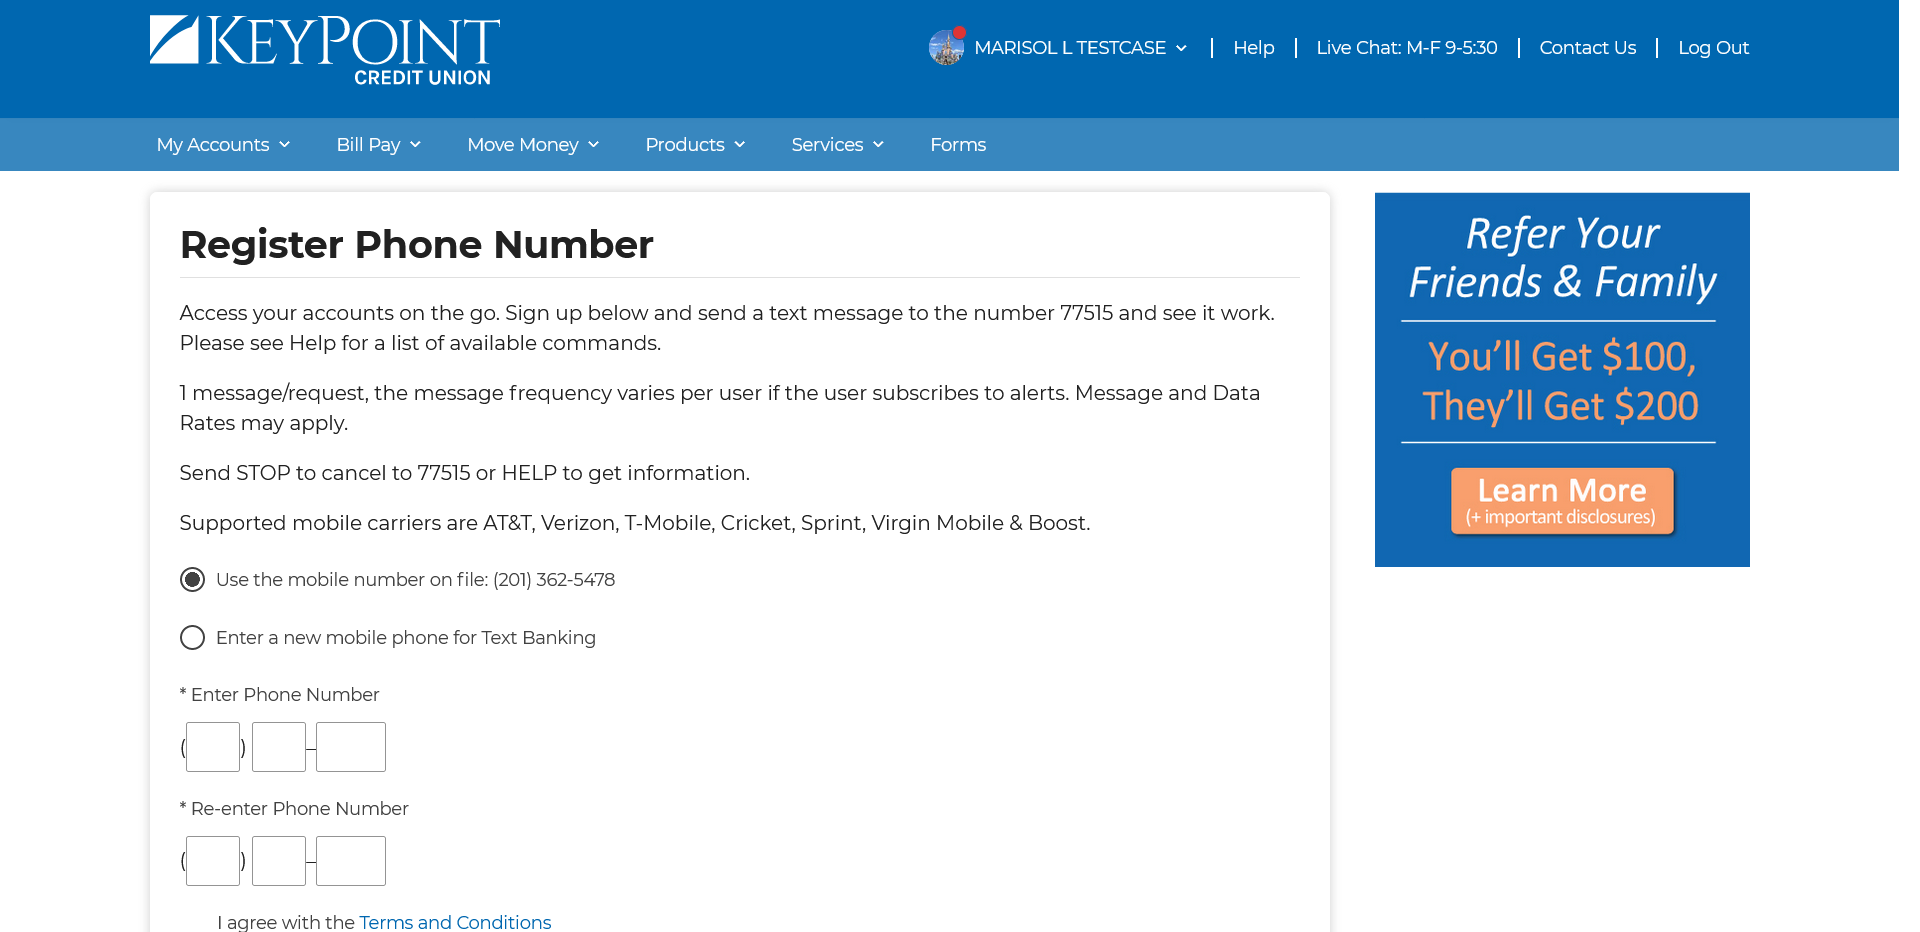 KEYPOINT
CREDIT UNION
MARISOL L TESTCASE
Help
Live Chat: M-F 9-5:30
Contact Us
Log Out
My Accounts
Bill Pay
Move Money
Products
Services
Forms
Register Phone Number
Access your accounts on the go. Sign up below and send a text message to the number 77515 and see it work.
Please see Help for a list of available commands.
1 message/request, the message frequency varies per user if the user subscribes to alerts. Message and Data
Rates may apply.
Send STOP to cancel to 77515 or HELP to get information.
Supported mobile carriers are AT&T, Verizon, T-Mobile, Cricket, Sprint, Virgin Mobile & Boost.
Use the mobile number on file: (201) 362-5478
Enter a new mobile phone for Text Banking
* Enter Phone Number
( ) –
* Re-enter Phone Number
( ) –
I agree with the Terms and Conditions
Refer Your
Friends & Family
You'll Get $100,
They'll Get $200
Learn More
(+ important disclosures)